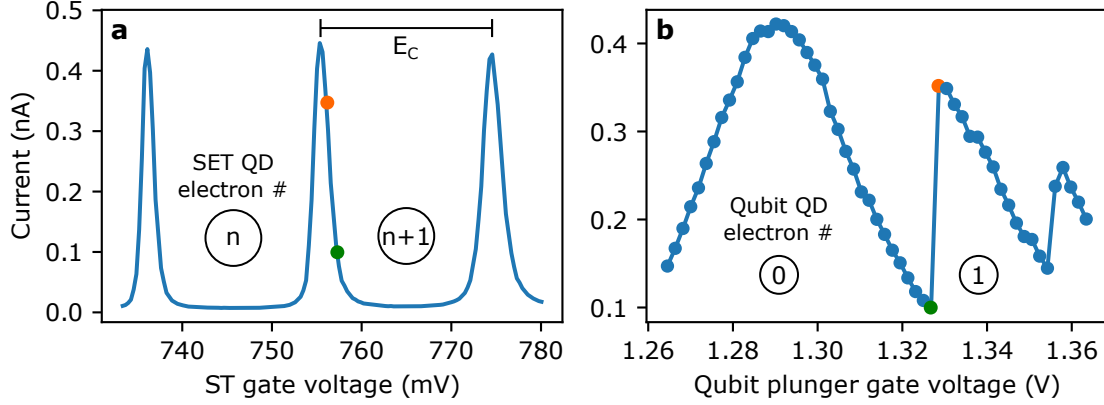 a
E_C
SET QD
electron #
n
n+1
0.5
0.4
0.3
0.2
0.1
0.0
Current (nA)
740
750
760
770
780
ST gate voltage (mV)
b
Qubit QD
electron #
0
1
0.4
0.3
0.2
0.1
1.26
1.28
1.30
1.32
1.34
1.36
Qubit plunger gate voltage (V)